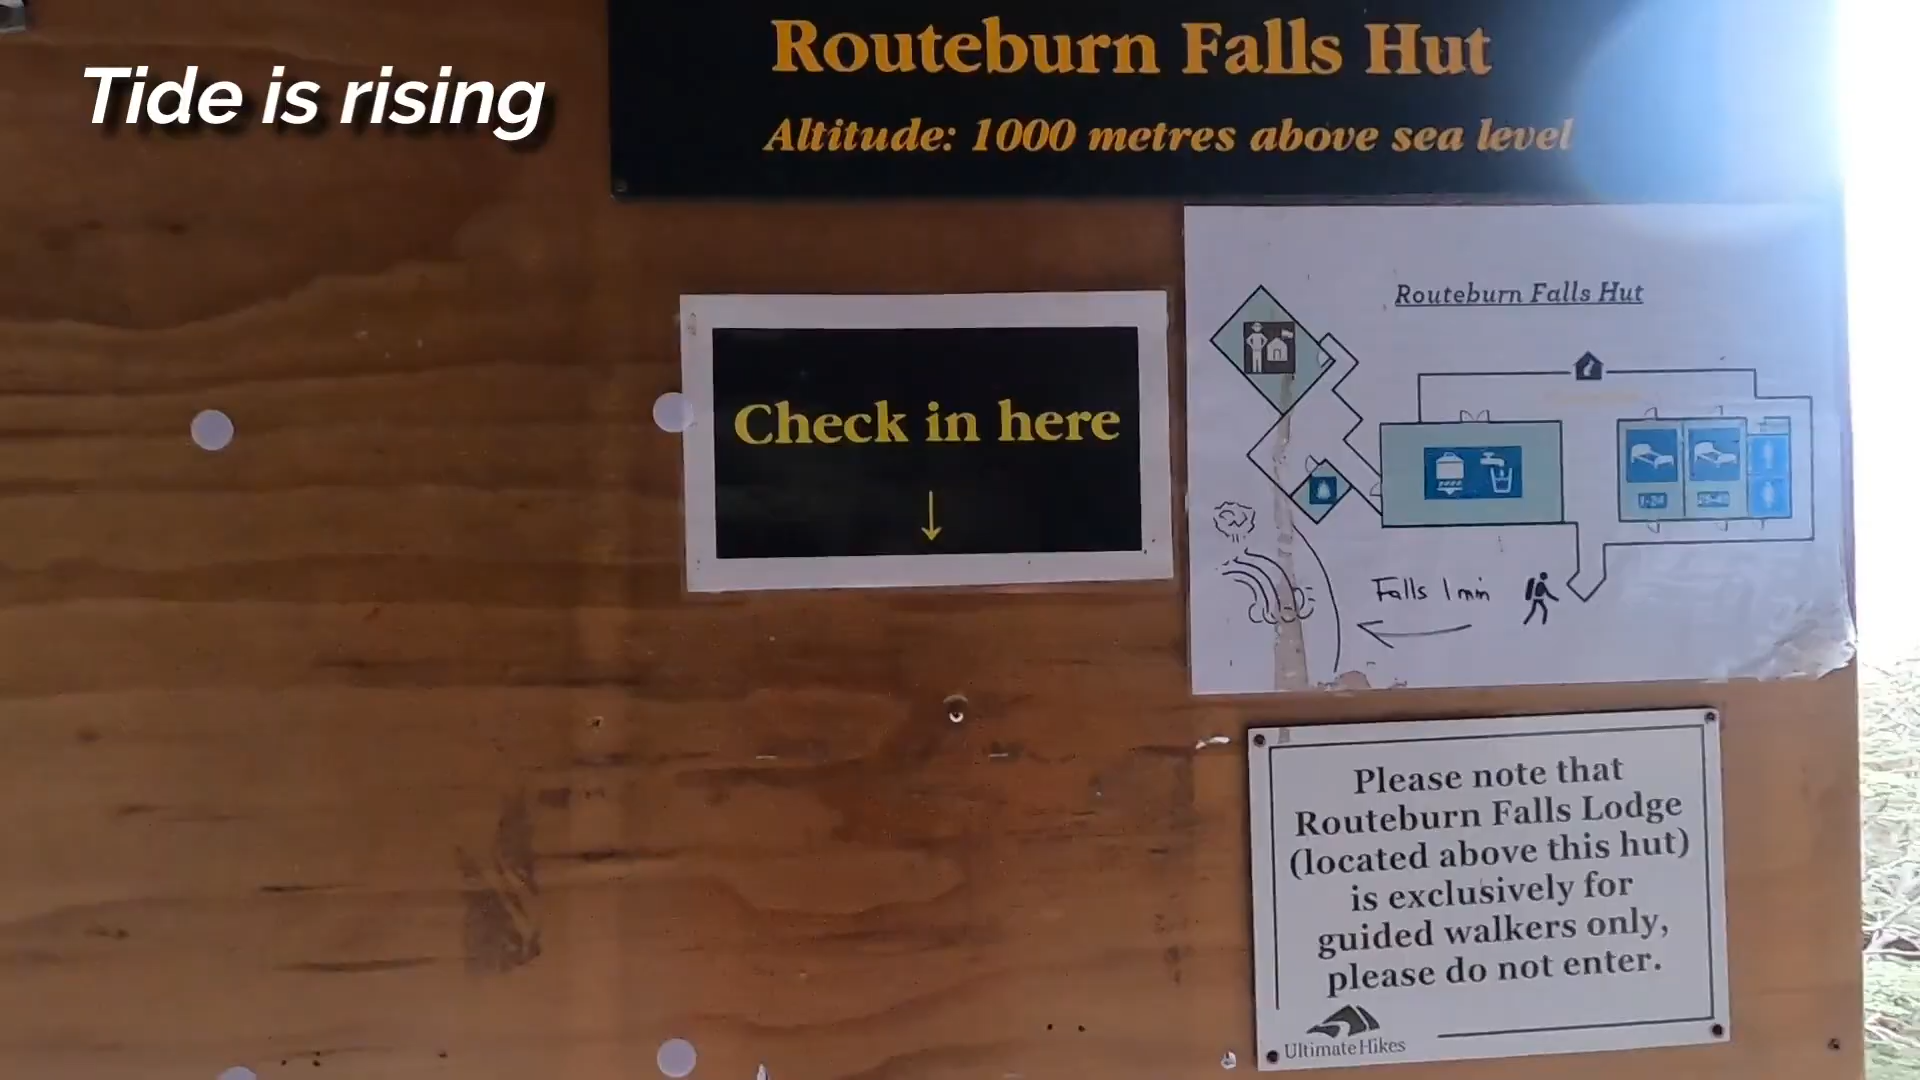 Tide is rising
Routeburn Falls Hut
Altitude: 1000 metres above sea level
Check in here
Routeburn Falls Hut
Falls 1 min
Please note that
Routeburn Falls Lodge
(located above this hut)
is exclusively for
guided walkers only,
please do not enter.
Ultimate Hikes